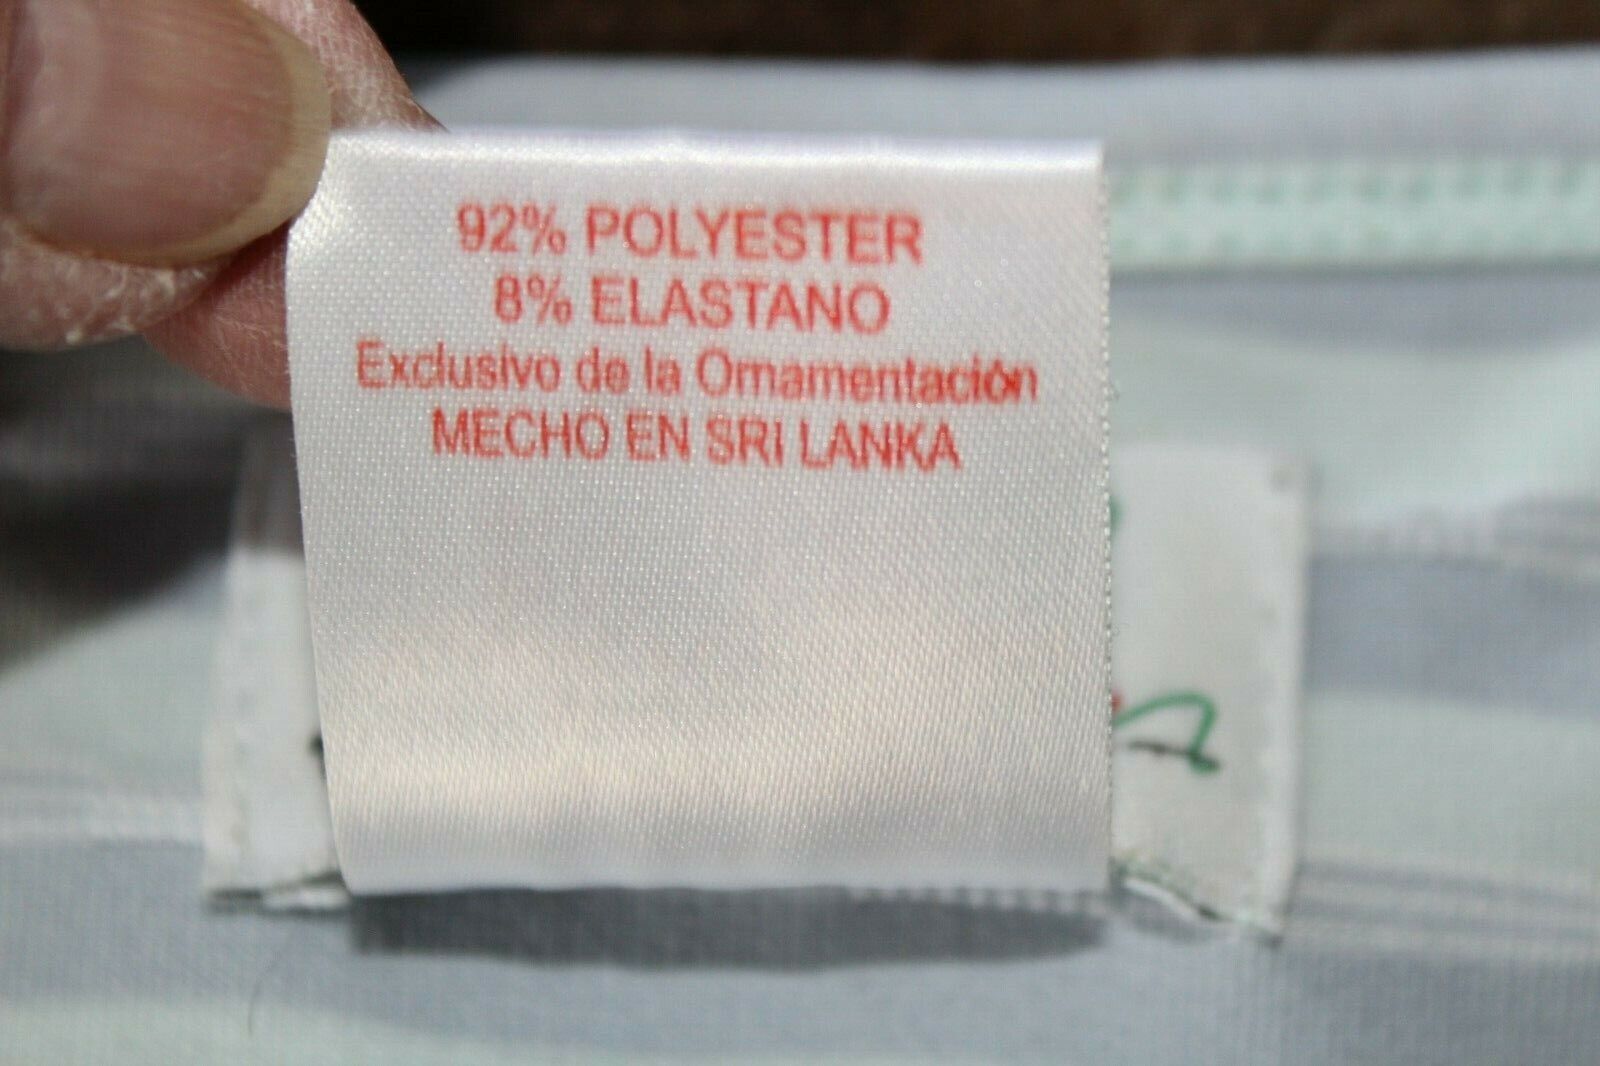 92% POLYESTER
8% ELASTANO
Exclusivo de la Ornamentación
MECHO EN SRI LANKA